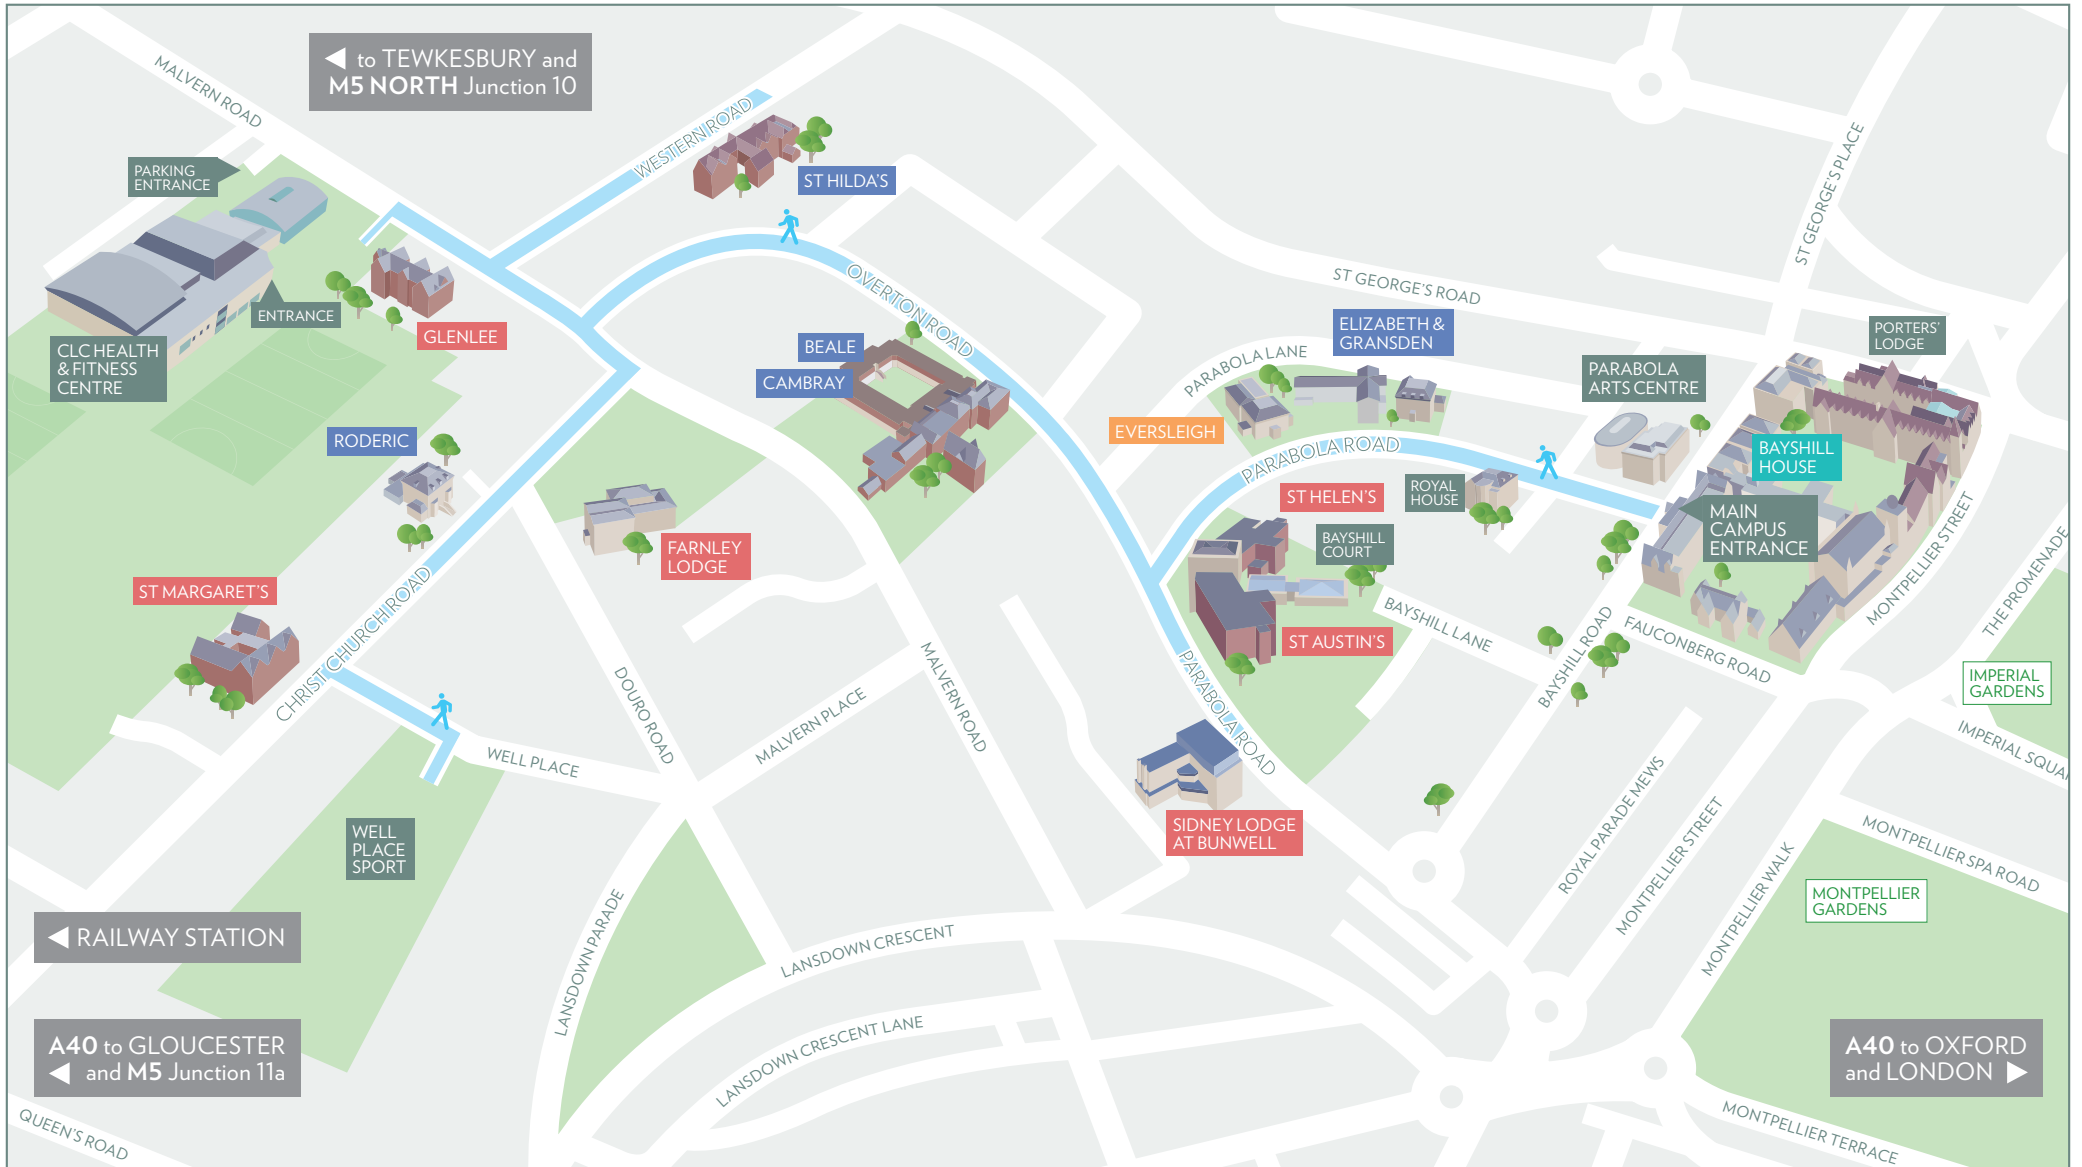 to TEWKESBURY and
M5 NORTH Junction 10
MALVERN ROAD
WESTERN ROAD
ST GEORGE'S PLACE
PARKING
ENTRANCE
ST HILDA'S
OVERTON ROAD
ST GEORGE'S ROAD
ENTRANCE
GLENLEE
CLC HEALTH
& FITNESS
CENTRE
BEALE
CAMBRAY
PARABOLA LANE
ELIZABETH &
GRANSDEN
PORTERS'
LODGE
PARABOLA
ARTS CENTRE
EVERSLEIGH
RODERIC
PARABOLA ROAD
BAYSHILL
HOUSE
ST HELEN'S
ROYAL
HOUSE
MAIN
CAMPUS
ENTRANCE
BAYSHILL
COURT
FARNLEY
LODGE
ST MARGARET'S
CHRIST CHURCH ROAD
MONTPELLIER STREET
THE PROMENADE
BAYSHILL LANE
ST AUSTIN'S
BAYSHILL ROAD
FAUCONBERG ROAD
IMPERIAL
GARDENS
DOURO ROAD
MALVERN PLACE
MALVERN ROAD
PARABOLA ROAD
IMPERIAL SQUA
WELL PLACE
ROYAL PARADE MEWS
MONTPELLIER STREET
SIDNEY LODGE
AT BUNWELL
WELL
PLACE
SPORT
MONTPELLIER WALK
MONTPELLIER SPA ROAD
MONTPELLIER
GARDENS
RAILWAY STATION
LANSDOWN PARADE
LANSDOWN CRESCENT
LANSDOWN CRESCENT LANE
A40 to GLOUCESTER
and M5 Junction 11a
A40 to OXFORD
and LONDON
QUEEN'S ROAD
MONTPELLIER TERRACE